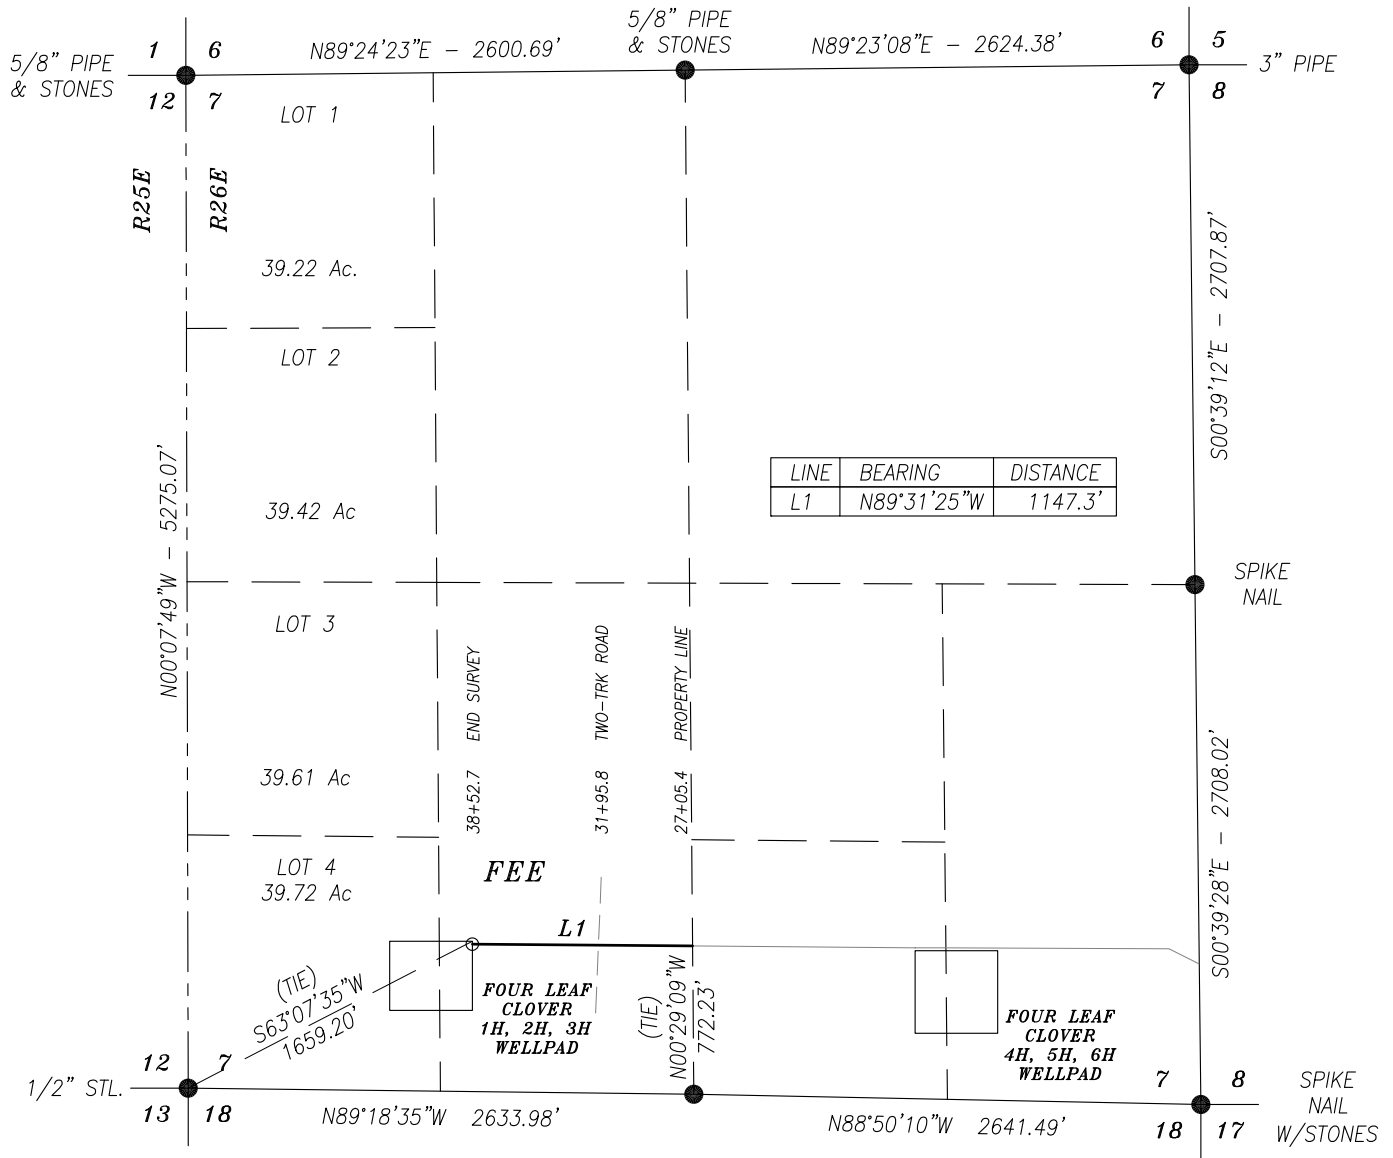 5/8" PIPE
& STONES
1 6
12 7
N89°24'23"E - 2600.69'
5/8" PIPE
& STONES
N89°23'08"E - 2624.38'
6 5
7 8
3" PIPE
LOT 1
R25E
R26E
39.22 Ac.
S00°39'12"E - 2707.87'
LOT 2
39.42 Ac
N00°07'49"W - 5275.07'
LINE BEARING DISTANCE
L1 N89°31'25"W 1147.3'
SPIKE
NAIL
LOT 3
39.61 Ac
38+52.7 END SURVEY
31+95.8 TWO-TRK ROAD
27+05.4 PROPERTY LINE
S00°39'28"E - 2708.02'
LOT 4
39.72 Ac
FEE
L1
(TIE)
S63°07'35"W
1659.20'
FOUR LEAF
CLOVER
1H, 2H, 3H
WELLPAD
(TIE)
N00°29'09"W
772.23'
FOUR LEAF
CLOVER
4H, 5H, 6H
WELLPAD
12 7
13 18
1/2" STL.
N89°18'35"W 2633.98'
N88°50'10"W 2641.49'
7 8
18 17
SPIKE
NAIL
W/STONES